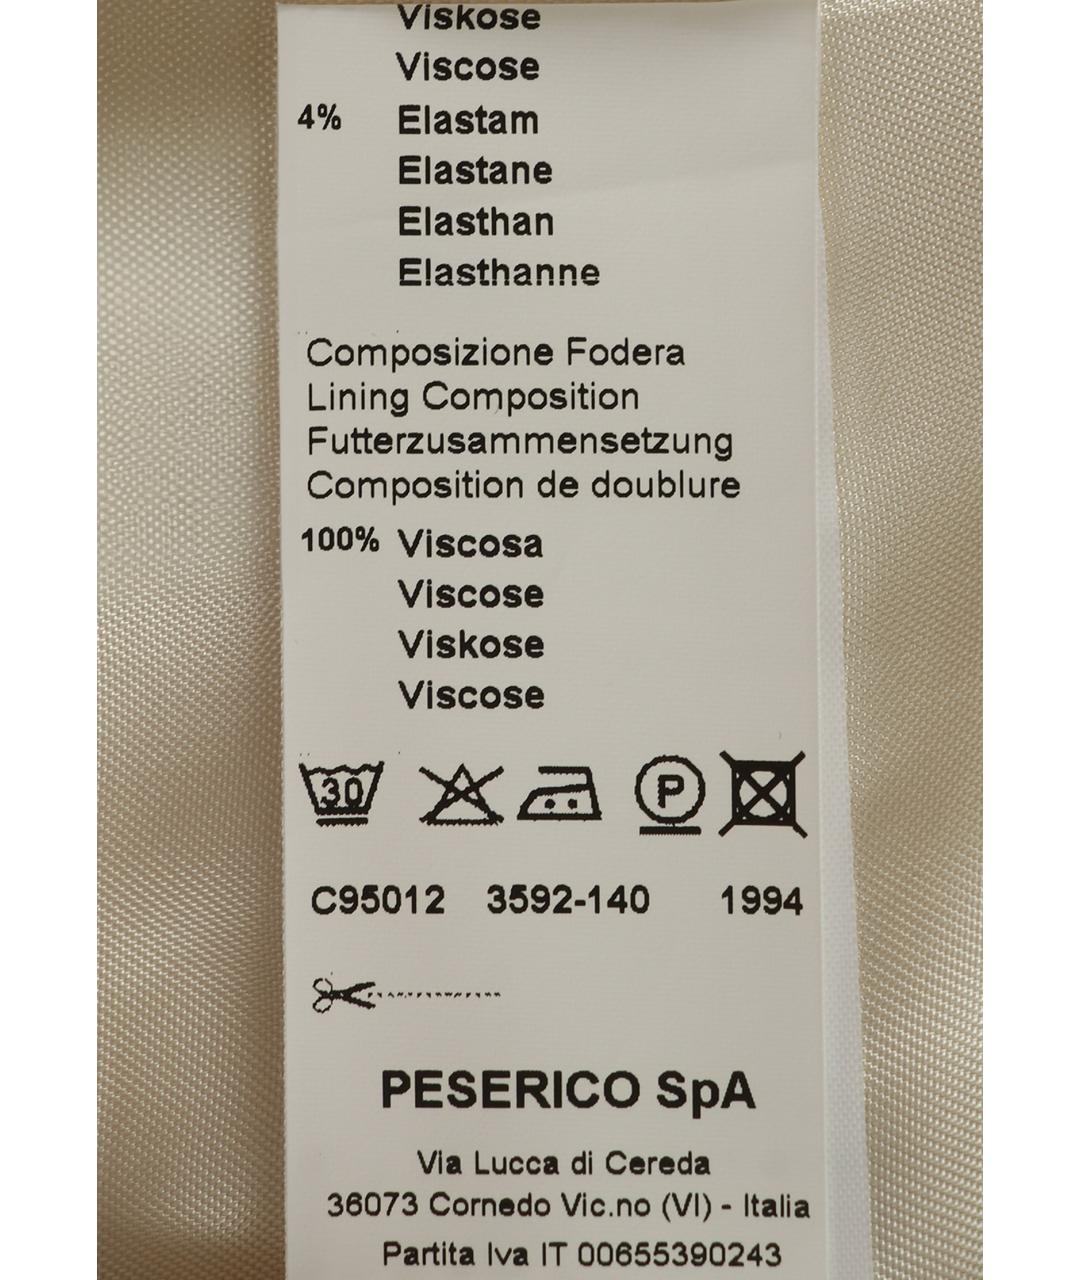 Viskose
Viscose
4% Elastam
Elastane
Elasthan
Elasthanne
Composizione Fodera
Lining Composition
Futterzusammensetzung
Composition de doublure
100% Viscosa
Viscose
Viskose
Viscose
30 P
C95012 3592-140 1994
PESERICO SpA
Via Lucca di Cereda
36073 Cornedo Vic.no (VI) - Italia
Partita Iva IT 00655390243